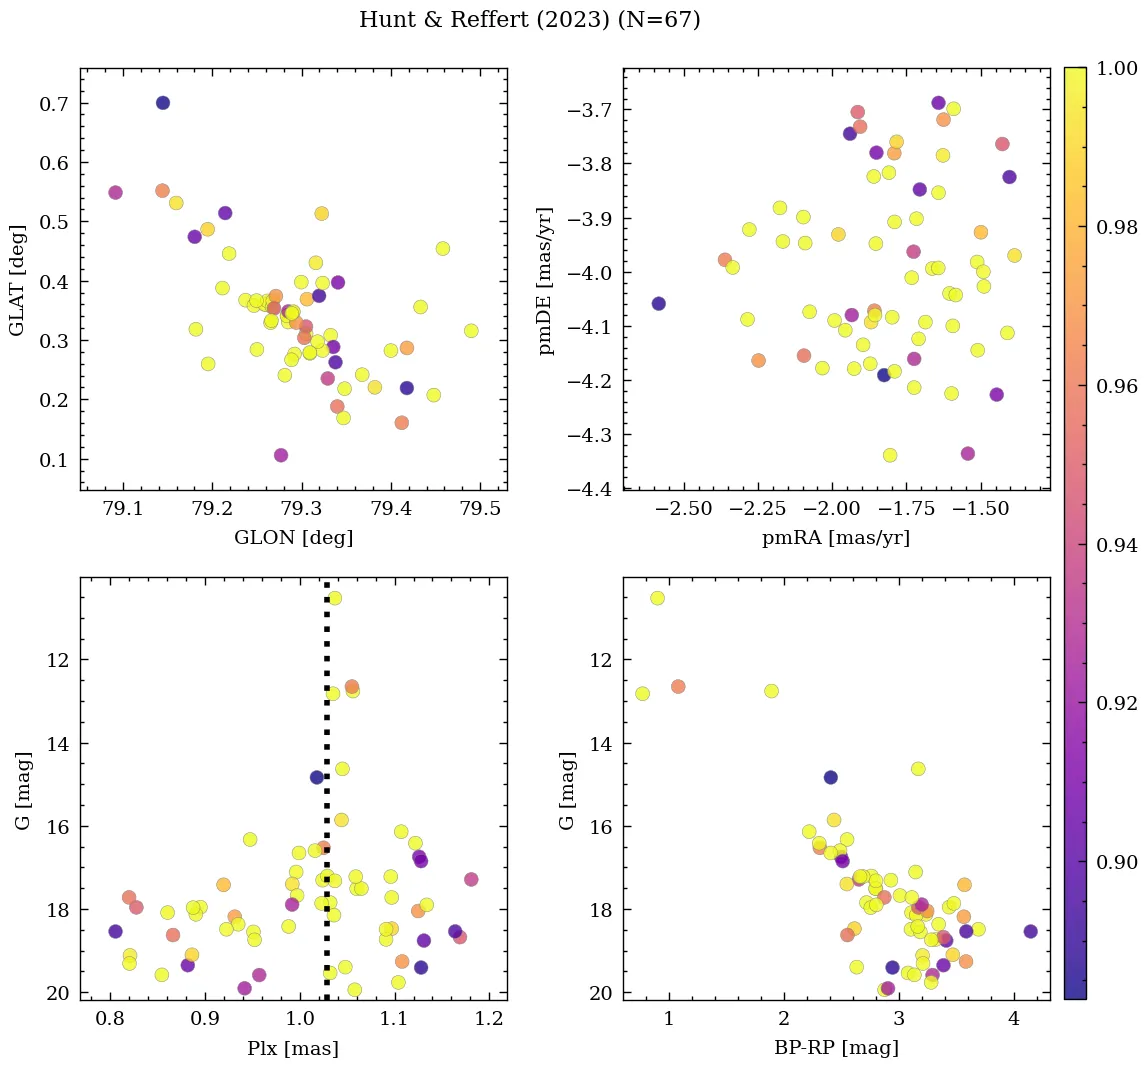 Hunt & Reffert (2023) (N=67)
0.7
0.6
0.5
0.4
0.3
0.2
0.1
GLAT [deg]
79.1 79.2 79.3 79.4 79.5
GLON [deg]
−3.7
−3.8
−3.9
−4.0
−4.1
−4.2
−4.3
−4.4
pmDE [mas/yr]
−2.50 −2.25 −2.00 −1.75 −1.50
pmRA [mas/yr]
1.00
0.98
0.96
0.94
0.92
0.90
12
14
16
18
20
G [mag]
0.8 0.9 1.0 1.1 1.2
Plx [mas]
12
14
16
18
20
G [mag]
1 2 3 4
BP-RP [mag]